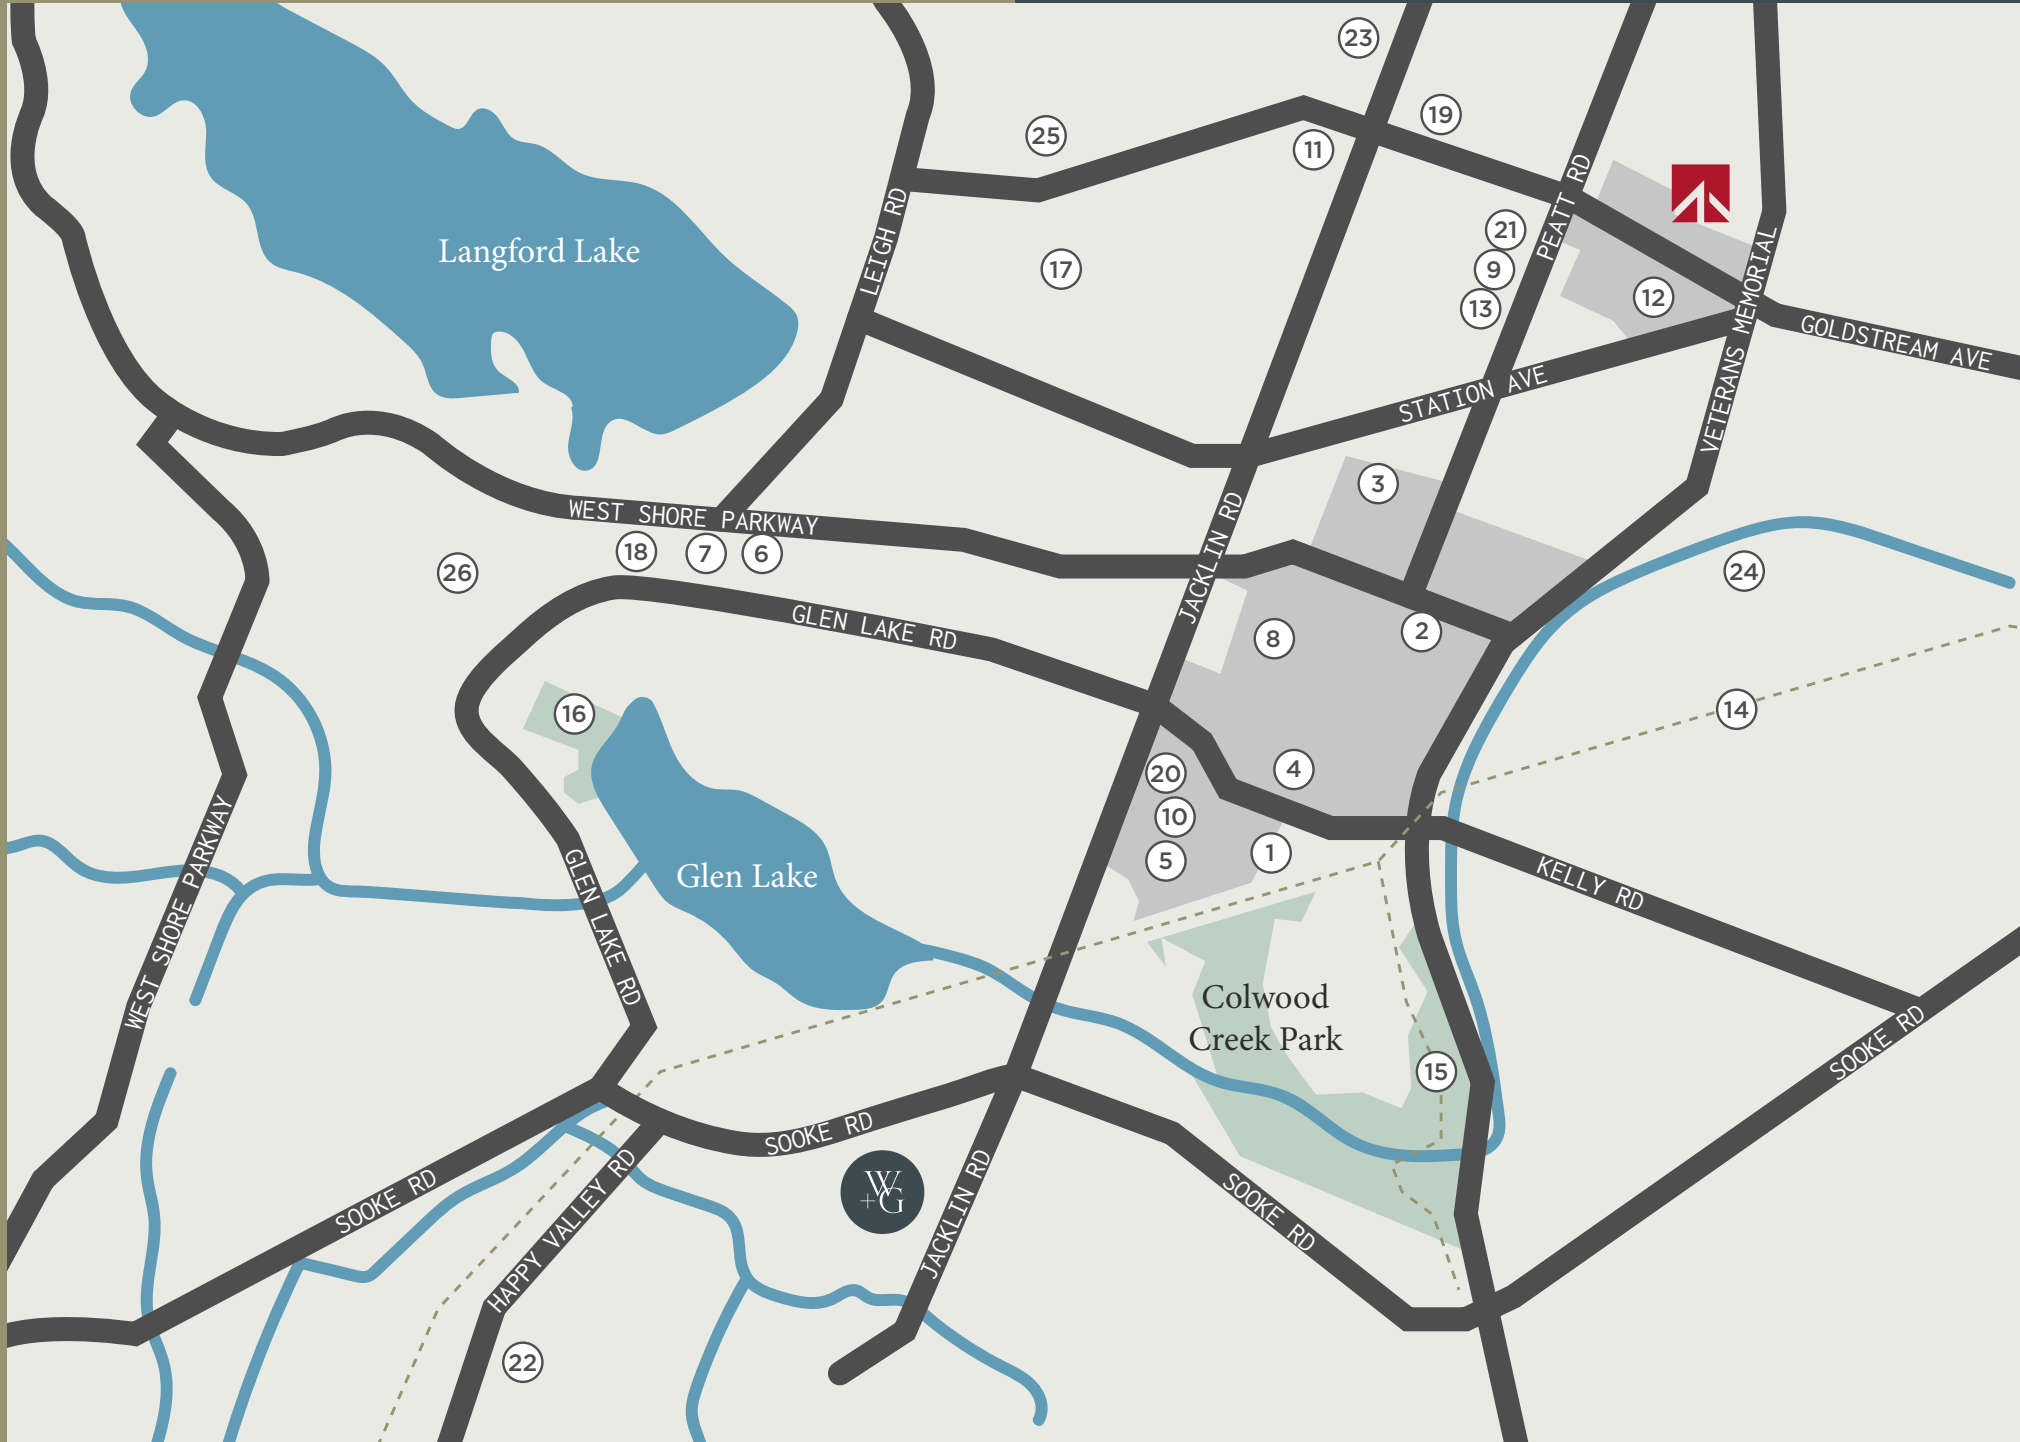 23
19
25
11
PEATT RD
LEIGH RD
21
Langford Lake
17
9
12
13
VETERANS MEMORIAL
GOLDSTREAM AVE
STATION AVE
3
JACKLIN RD
WEST SHORE PARKWAY
18
7
6
26
24
GLEN LAKE RD
8
2
16
14
20
4
10
WEST SHORE PARKWAY
5
1
Glen Lake
GLEN LAKE RD
KELLY RD
Colwood
Creek Park
15
SOOKE RD
SOOKE RD
W
+G
JACKLIN RD
SOOKE RD
SOOKE RD
HAPPY VALLEY RD
22